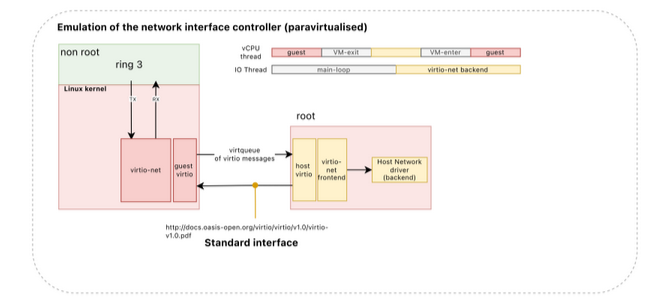 Emulation of the network interface controller (paravirtualised)
non root
ring 3
Linux kernel
TX
RX
virtio-net
guest
virtio
virtqueue
of virtio messages
vCPU
thread
guest
VM-exit
VM-enter
guest
IO Thread
main-loop
virtio-net backend
root
host
virtio
virtio-
net
frontend
Host Network
driver
(backend)
http://docs.oasis-open.org/virtio/virtio/v1.0/virtio-
v1.0.pdf
Standard interface